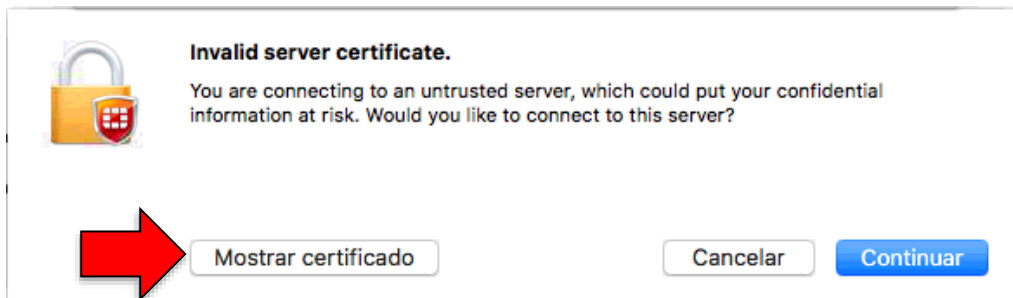 Invalid server certificate.
You are connecting to an untrusted server, which could put your confidential
information at risk. Would you like to connect to this server?
Mostrar certificado
Cancelar
Continuar